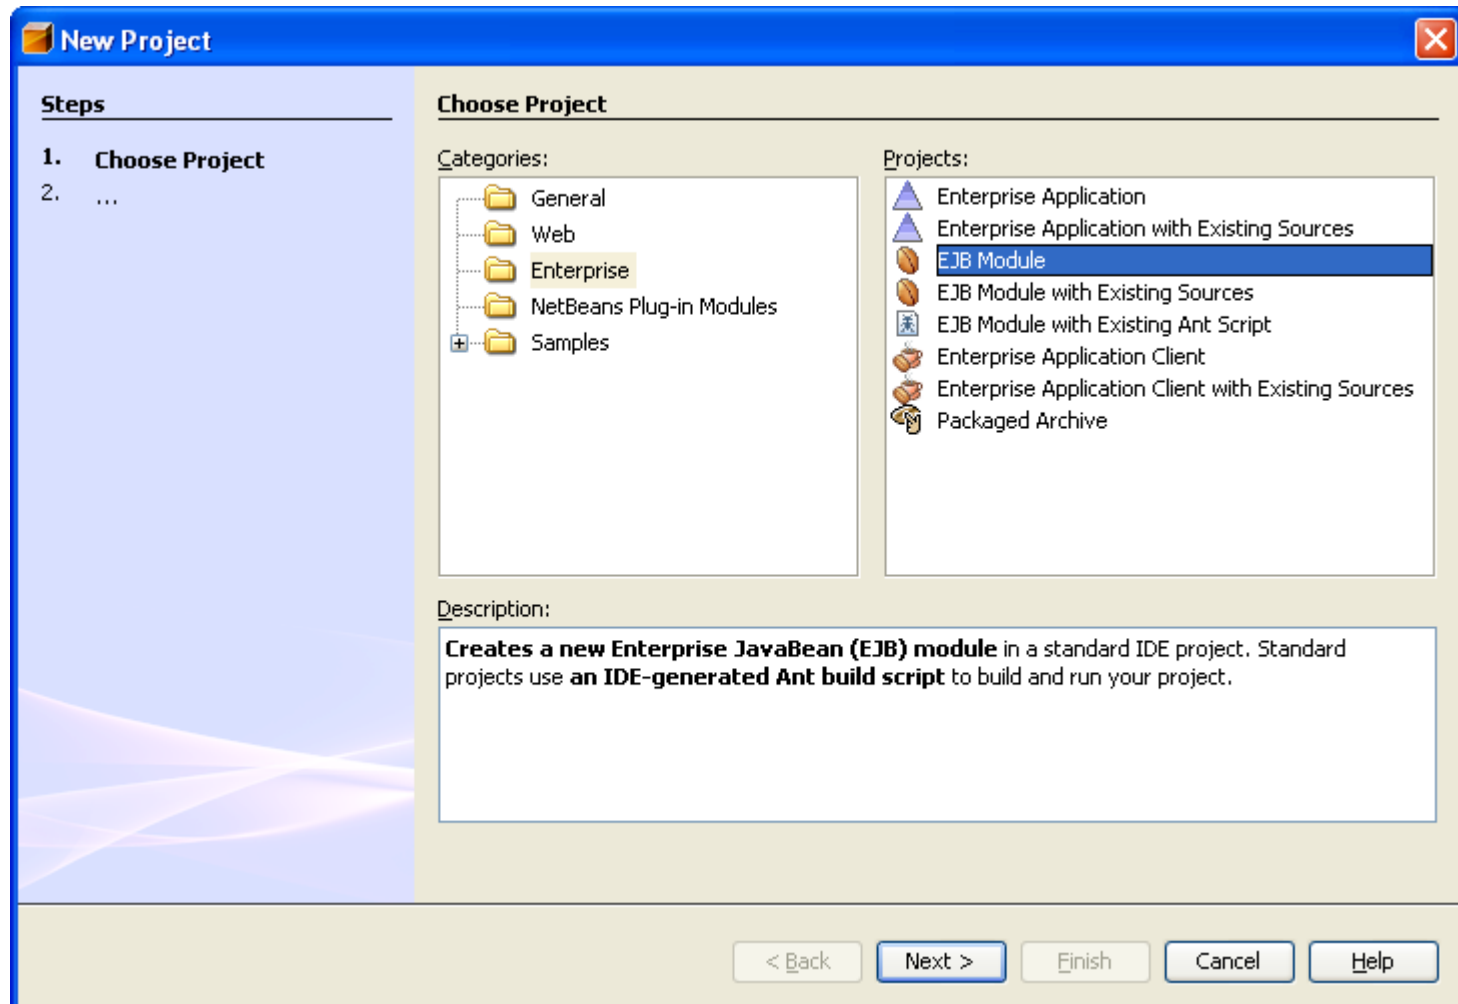 New Project
Steps
1. Choose Project
2. ...
Choose Project
Categories:
General
Web
Enterprise
NetBeans Plug-in Modules
Samples
Projects:
Enterprise Application
Enterprise Application with Existing Sources
EJB Module
EJB Module with Existing Sources
EJB Module with Existing Ant Script
Enterprise Application Client
Enterprise Application Client with Existing Sources
Packaged Archive
Description:
Creates a new Enterprise JavaBean (EJB) module in a standard IDE project. Standard
projects use an IDE-generated Ant build script to build and run your project.
< Back
Next >
Finish
Cancel
Help